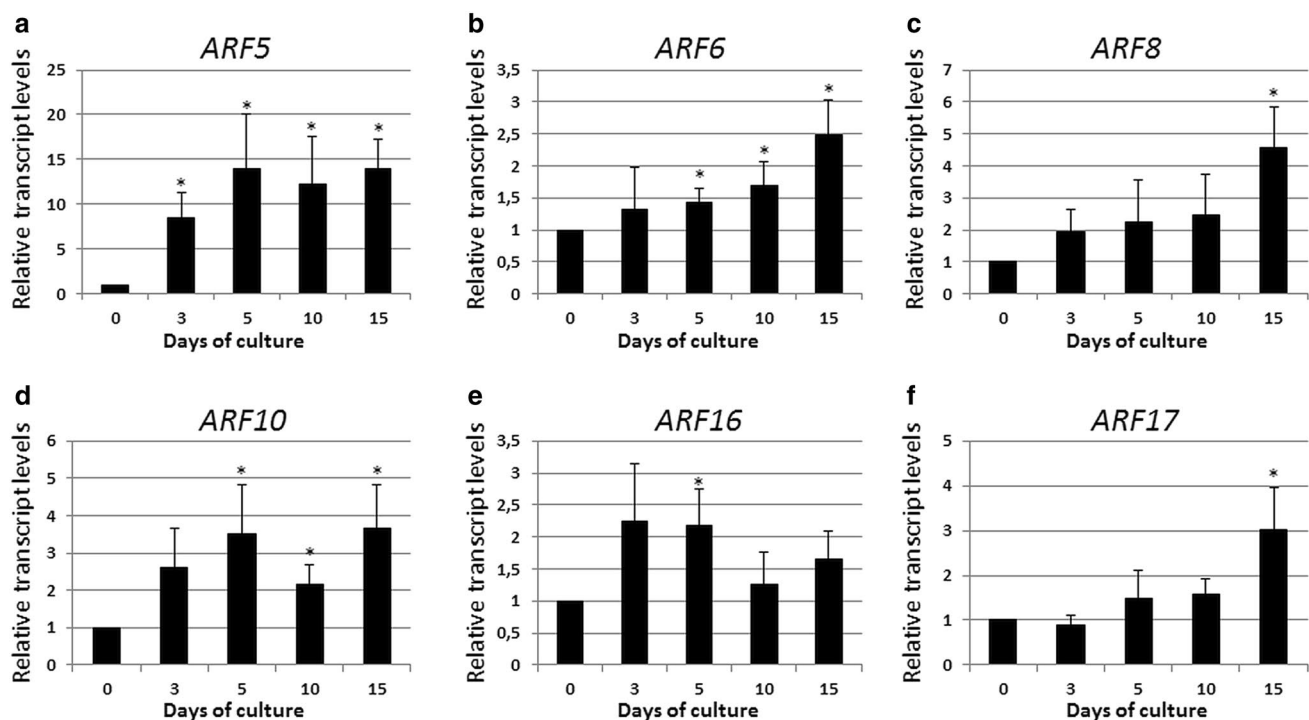 a
ARF5
Relative transcript levels
25
20
15
10
5
0
* * * *
0 3 5 10 15
Days of culture
b
ARF6
Relative transcript levels
3,5
3
2,5
2
1,5
1
0,5
0
* * *
0 3 5 10 15
Days of culture
c
ARF8
Relative transcript levels
7
6
5
4
3
2
1
0
*
0 3 5 10 15
Days of culture
d
ARF10
Relative transcript levels
6
5
4
3
2
1
0
* * *
0 3 5 10 15
Days of culture
e
ARF16
Relative transcript levels
3,5
3
2,5
2
1,5
1
0,5
0
*
0 3 5 10 15
Days of culture
f
ARF17
Relative transcript levels
5
4
3
2
1
0
*
0 3 5 10 15
Days of culture